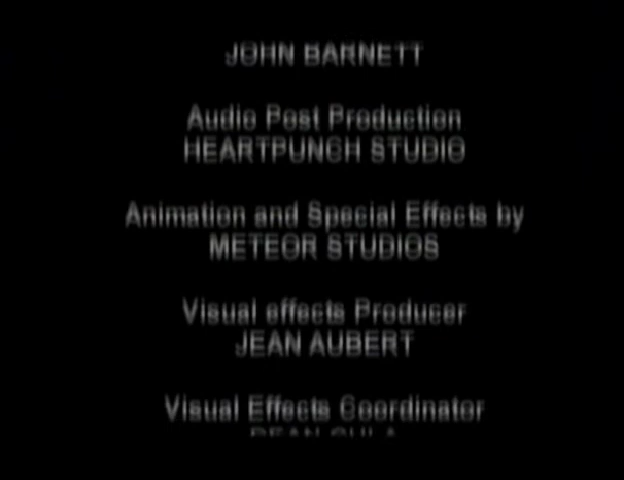 JOHN BARNETT
Audio Post Production
HEARTPUNCH STUDIO
Animation and Special Effects by
METEOR STUDIOS
Visual effects Producer
JEAN AUBERT
Visual Effects Coordinator